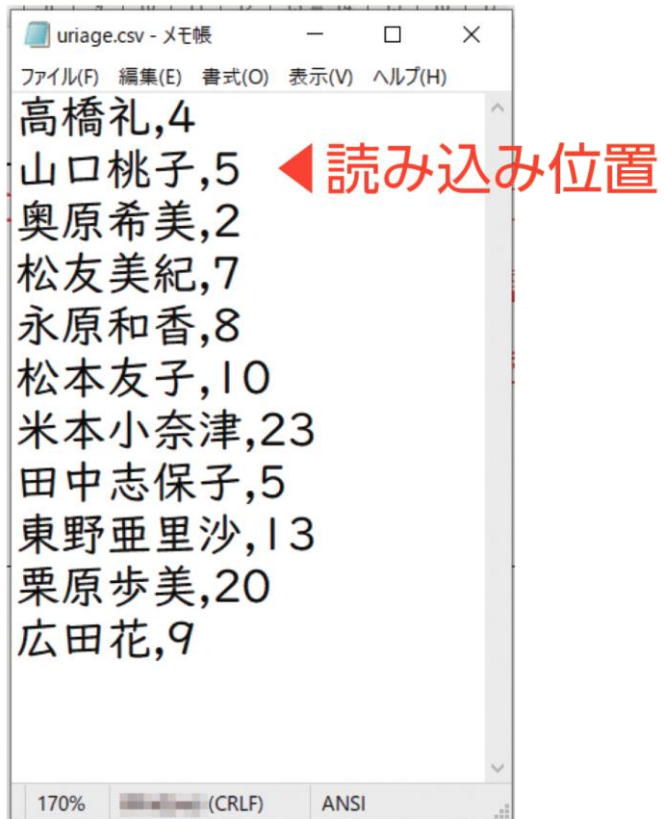 uriage.csv - メモ帳
ファイル(F) 編集(E) 書式(O) 表示(V) ヘルプ(H)
高橋礼,4
山口桃子,5 ◀読み込み位置
奥原希美,2
松友美紀,7
永原和香,8
松本友子,10
米本小奈津,23
田中志保子,5
東野亜里沙,13
栗原歩美,20
広田花,9
170% (CRLF) ANSI